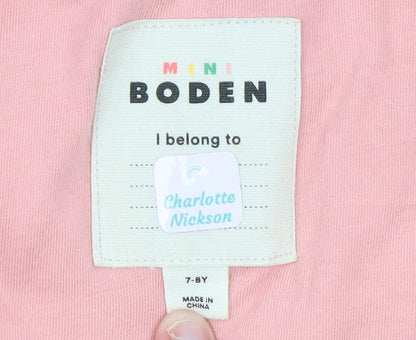 MINI
BODEN
I belong to
Charlotte
Nickson
7-8Y
MADE IN
CHINA